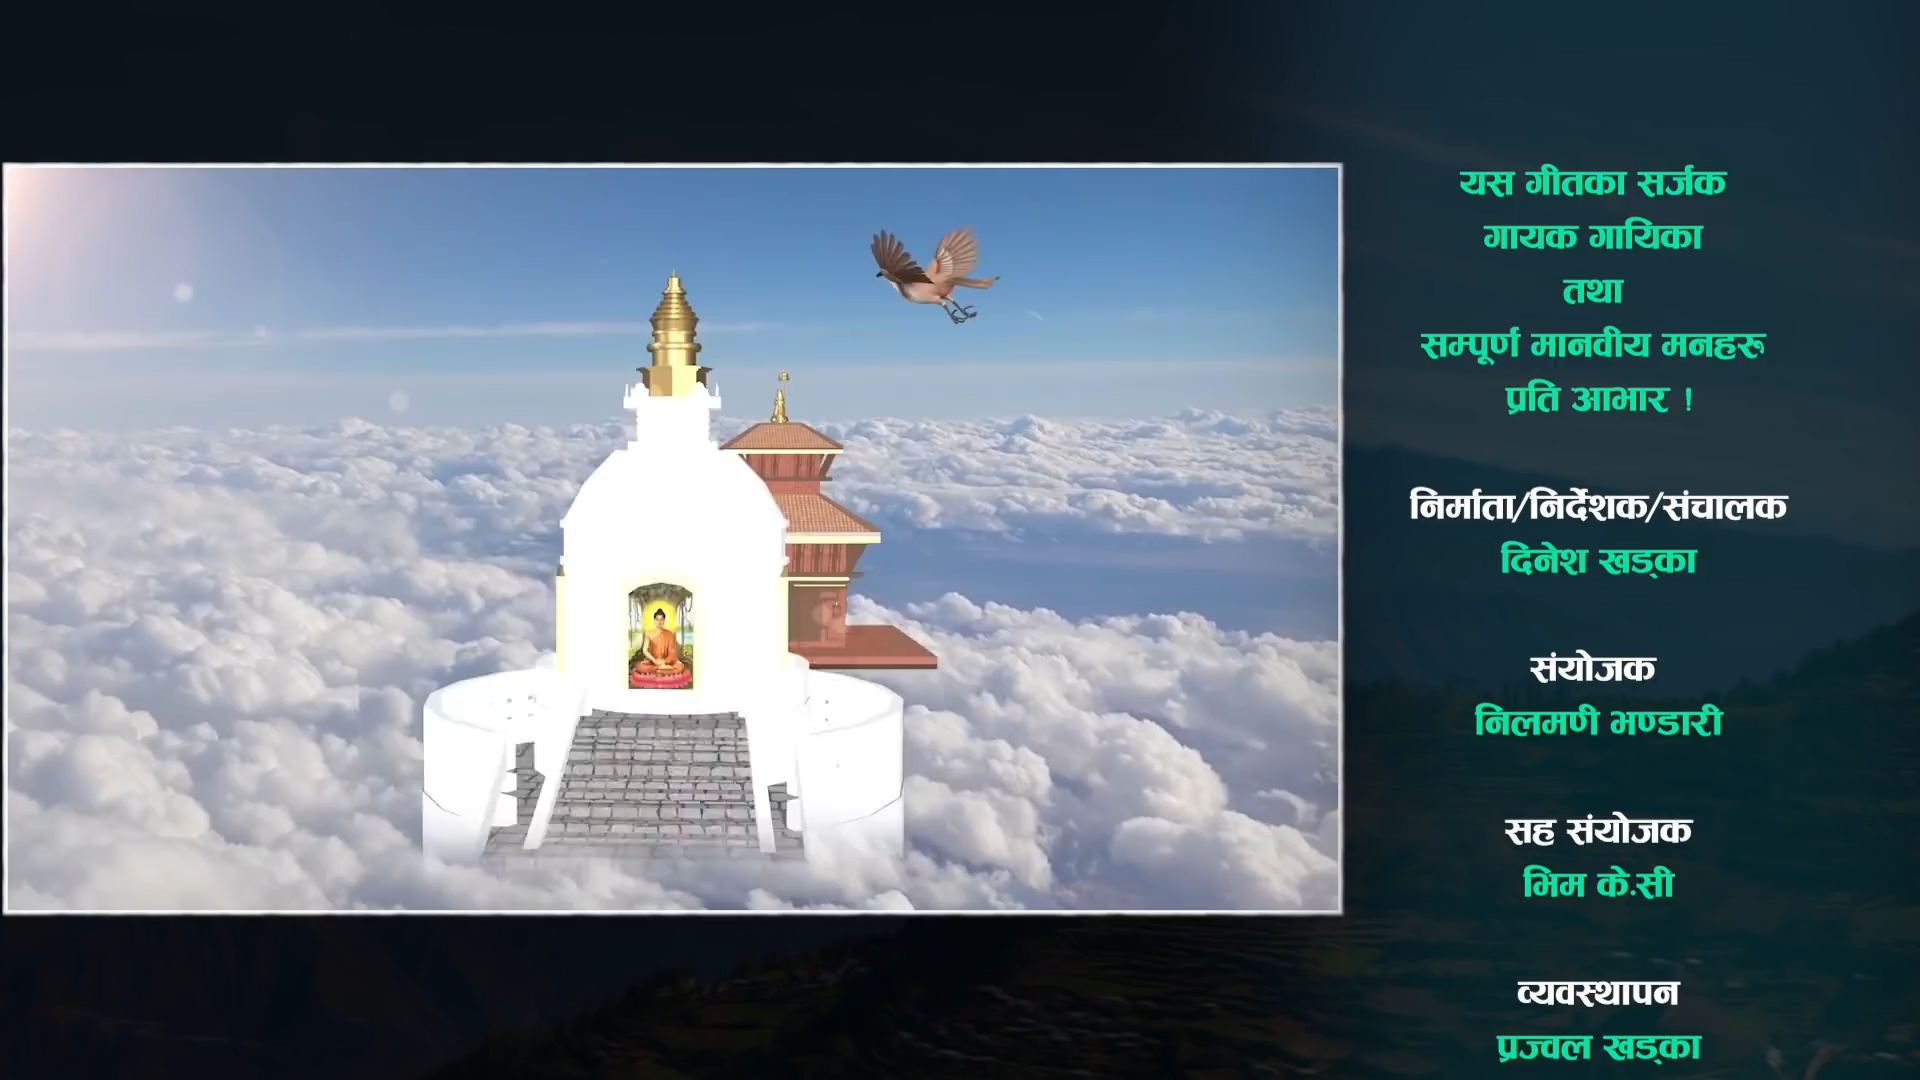 यस गीतका सर्जक
गायक गायिका
तथा
सम्पूर्ण मानवीय मनहरू
प्रति आभार !
निर्माता/निर्देशक/संचालक
दिनेश खड्का
संयोजक
निलमणी भण्डारी
सह संयोजक
भिम के.सी
व्यवस्थापन
प्रज्वल खड्का